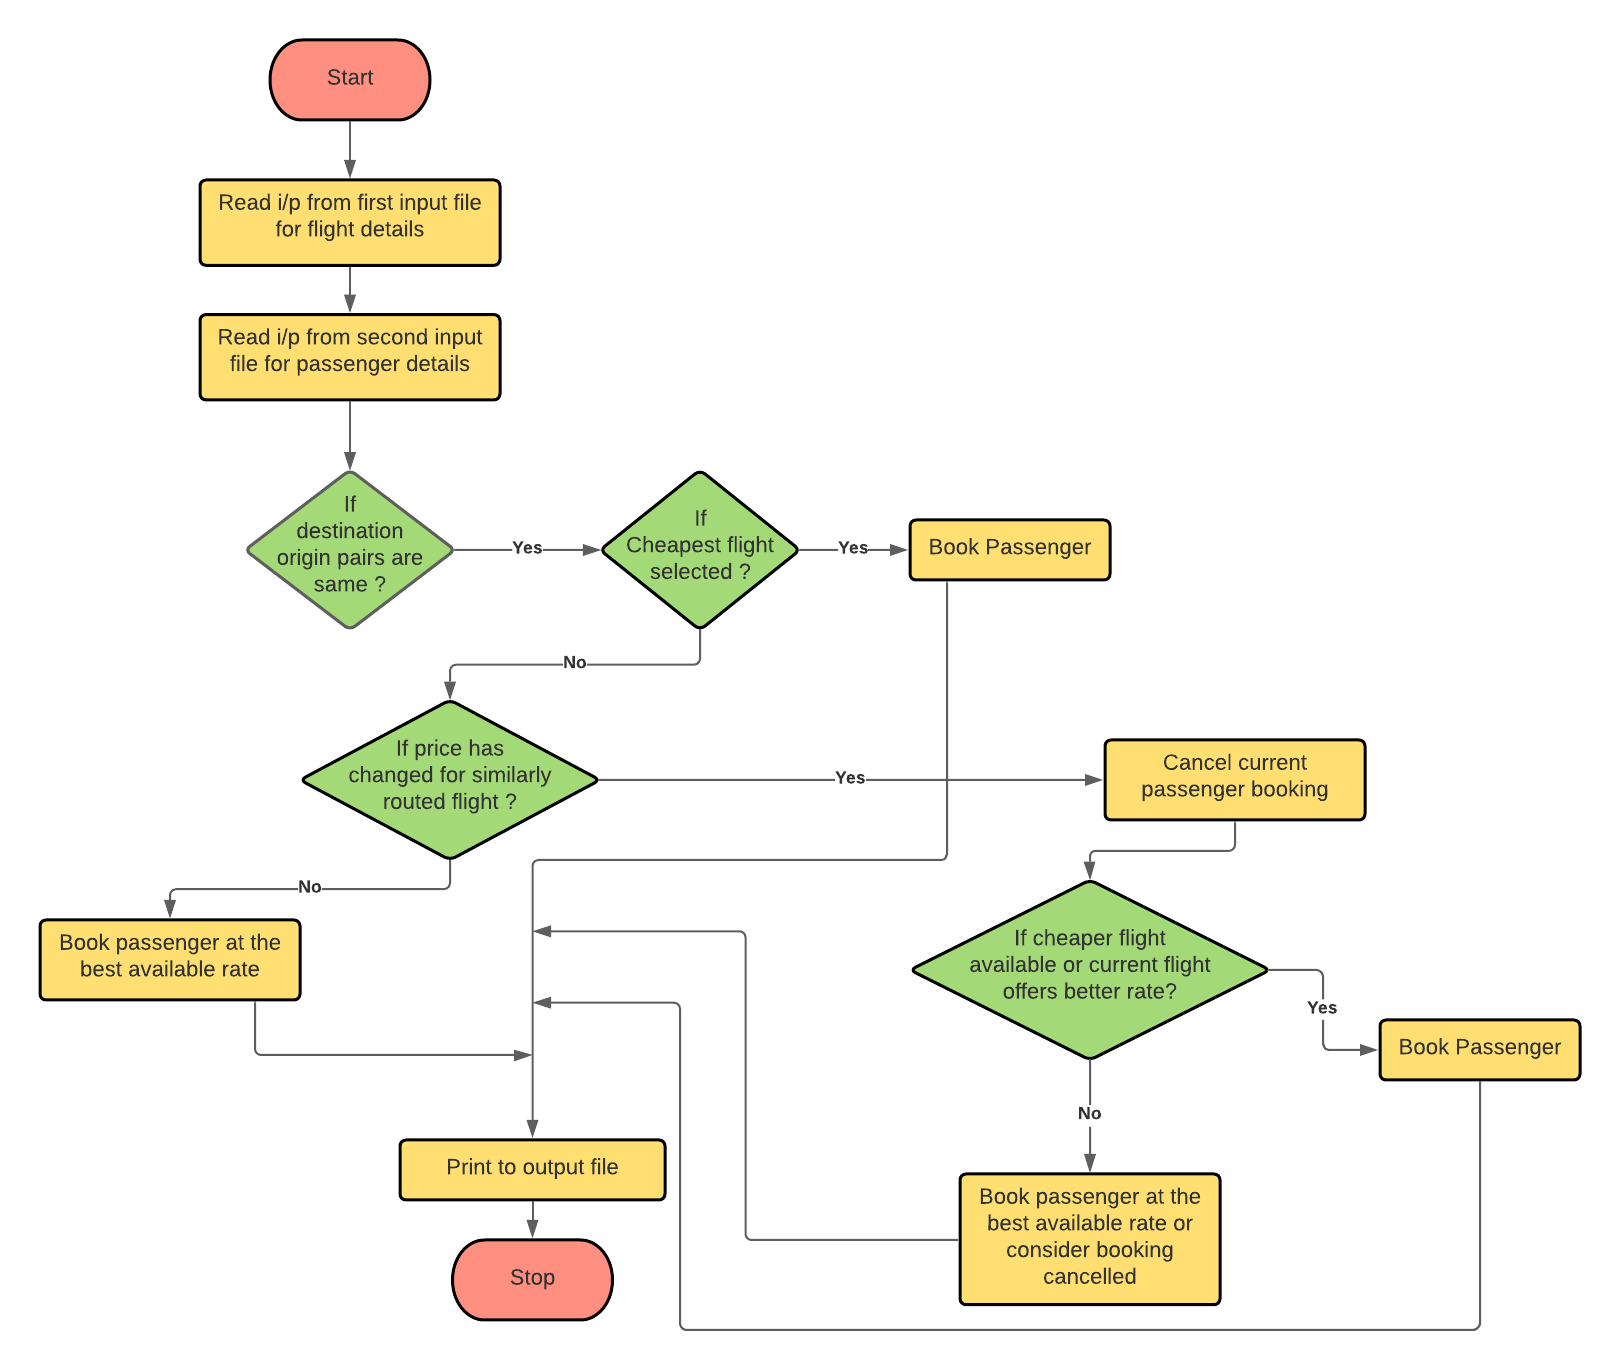 Start
Read i/p from first input file
for flight details
Read i/p from second input
file for passenger details
If
destination
origin pairs are
same ?
Yes
If
Cheapest flight
selected ?
Yes
Book Passenger
No
If price has
changed for similarly
routed flight ?
Yes
Cancel current
passenger booking
No
Book passenger at the
best available rate
If cheaper flight
available or current flight
offers better rate?
Yes
Book Passenger
No
Book passenger at the
best available rate or
consider booking
cancelled
Print to output file
Stop